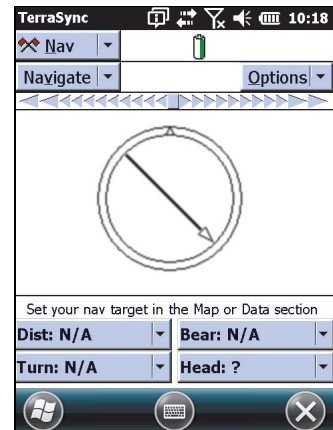 TerraSync 10:18
Nav
Navigate Options
Set your nav target in the Map or Data section
Dist: N/A Bear: N/A
Turn: N/A Head: ?